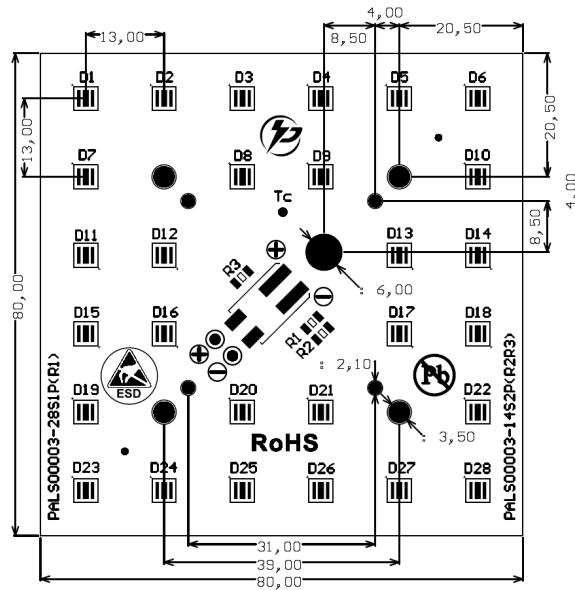 4,00
13,00
8,50
20,50
D1 D2 D3 D4 D5 D6
13,00
20,50
D7 D8 D9 D10
Tc
4,00
8,50
D11 D12 D13 D14
R3
: 6,00
80,00
D15 D16 D17 D18
R1
R2
: 2,10
ESD
Pb
D19 D20 D21 D22
RoHS
: 3,50
PALS00003-28S1P(R1)
PALS00003-14S2P(R2R3)
D23 D24 D25 D26 D27 D28
31,00
39,00
80,00